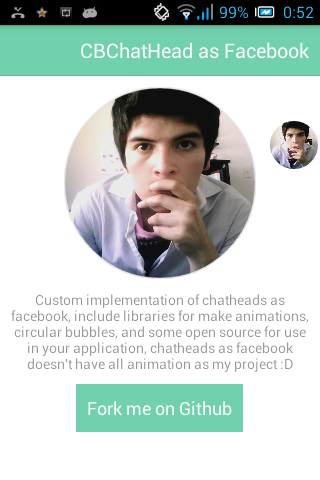 99% 0:52
CBChatHead as Facebook
Custom implementation of chatheads as
facebook, include libraries for make animations,
circular bubbles, and some open source for use
in your application, chatheads as facebook
doesn't have all animation as my project :D
Fork me on Github